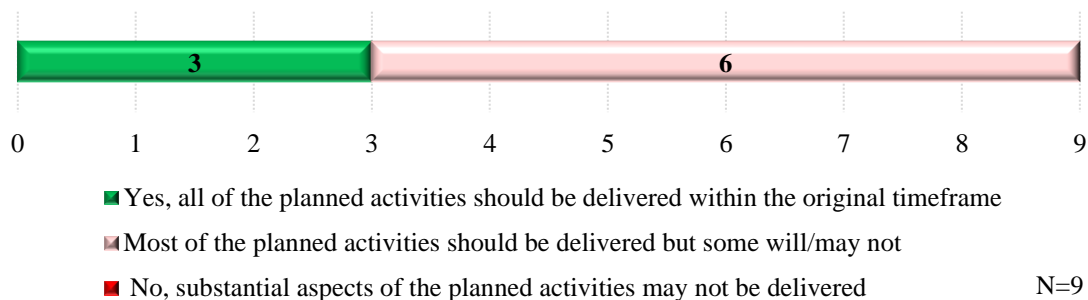 3 6
0 1 2 3 4 5 6 7 8 9
Yes, all of the planned activities should be delivered within the original timeframe
Most of the planned activities should be delivered but some will/may not
No, substantial aspects of the planned activities may not be delivered N=9